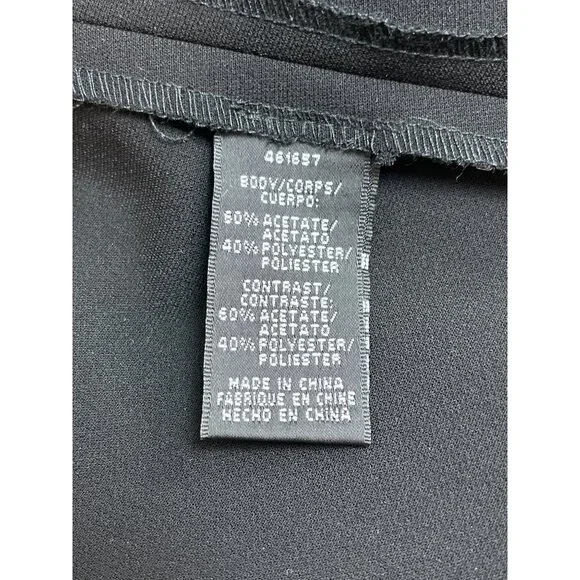 461657
BODY/CORPS/
CUERPO:
60% ACETATE/
ACETATO
40% POLYESTER/
POLIESTER
CONTRAST/
CONTRASTE:
60% ACETATE/
ACETATO
40% POLYESTER/
POLIESTER
MADE IN CHINA
FABRIQUE EN CHINE
HECHO EN CHINA